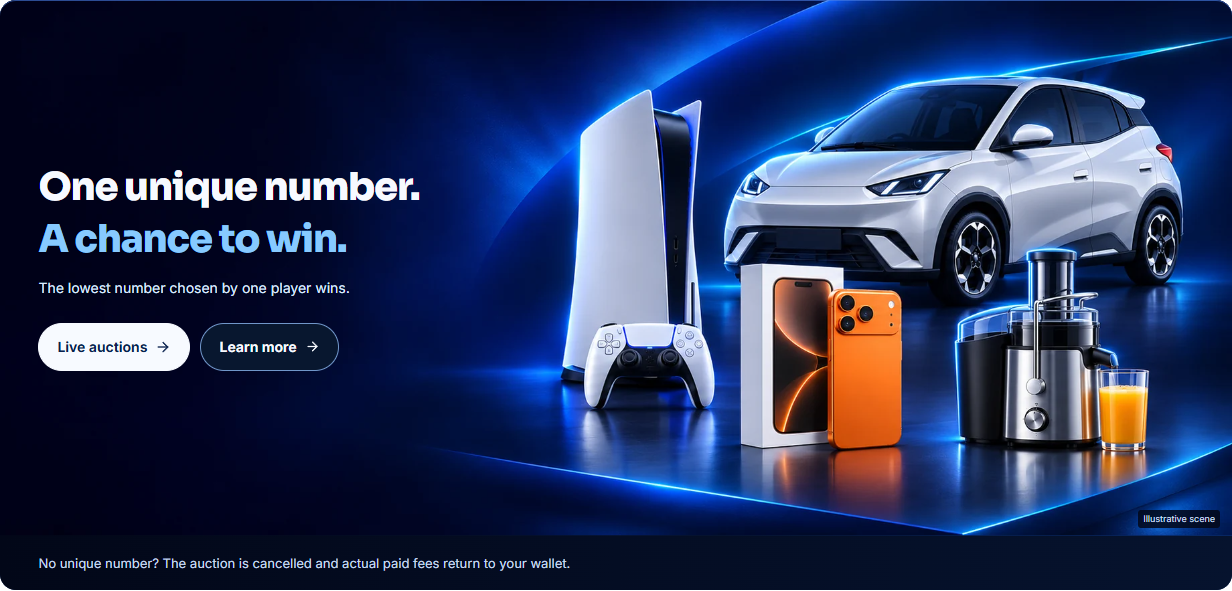 One unique number.
A chance to win.
The lowest number chosen by one player wins.
Live auctions →
Learn more →
Illustrative scene
No unique number? The auction is cancelled and actual paid fees return to your wallet.